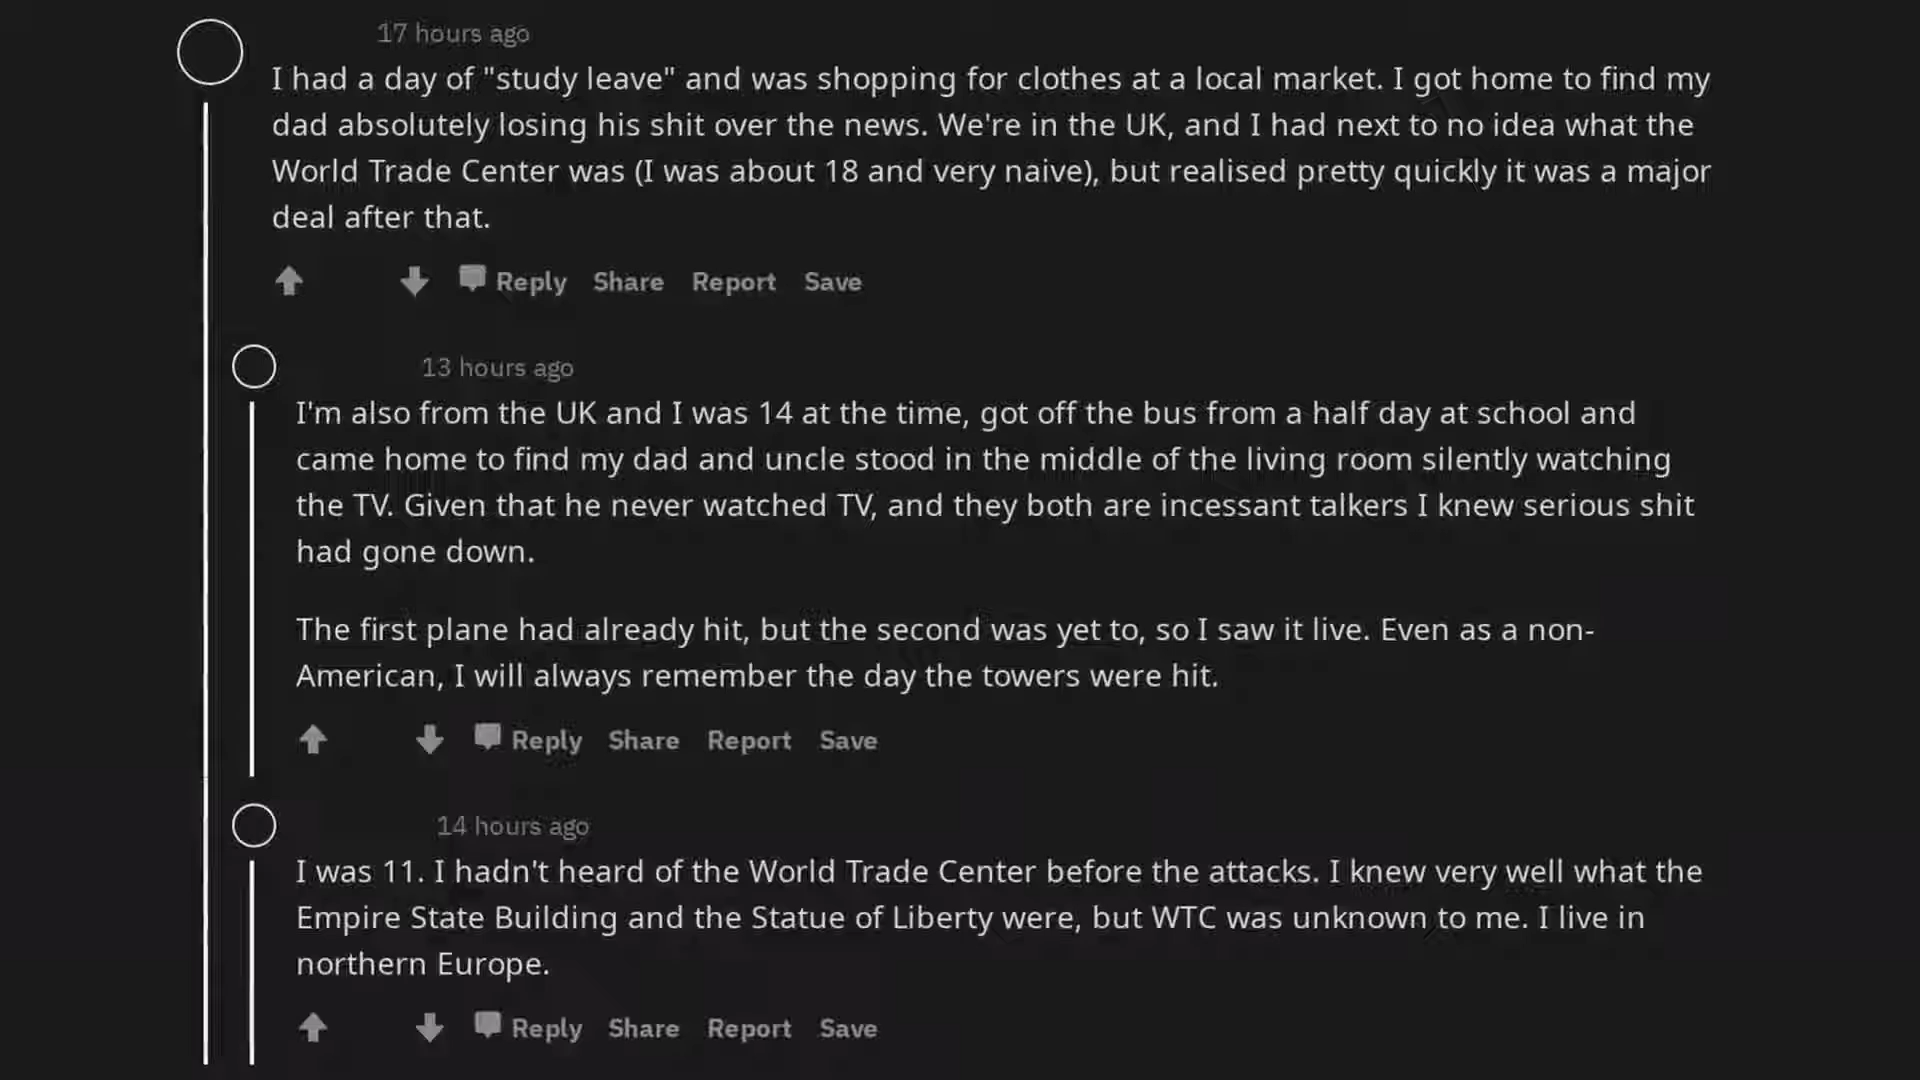 17 hours ago
I had a day of "study leave" and was shopping for clothes at a local market. I got home to find my
dad absolutely losing his shit over the news. We're in the UK, and I had next to no idea what the
World Trade Center was (I was about 18 and very naive), but realised pretty quickly it was a major
deal after that.
Reply Share Report Save
13 hours ago
I'm also from the UK and I was 14 at the time, got off the bus from a half day at school and
came home to find my dad and uncle stood in the middle of the living room silently watching
the TV. Given that he never watched TV, and they both are incessant talkers I knew serious shit
had gone down.
The first plane had already hit, but the second was yet to, so I saw it live. Even as a non-
American, I will always remember the day the towers were hit.
Reply Share Report Save
14 hours ago
I was 11. I hadn't heard of the World Trade Center before the attacks. I knew very well what the
Empire State Building and the Statue of Liberty were, but WTC was unknown to me. I live in
northern Europe.
Reply Share Report Save